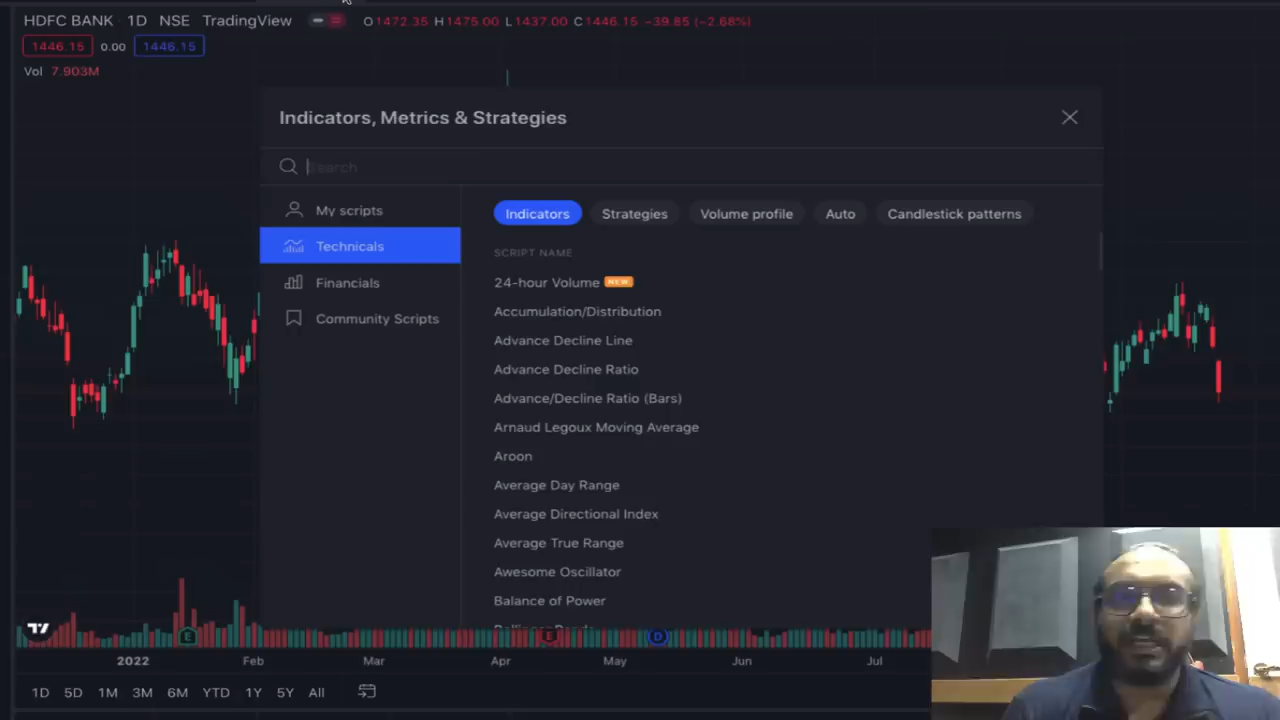 HDFC BANK 1D NSE TradingView O1472.35 H1475.00 L1437.00 C1446.15 −39.85 (−2.68%)
1446.15 0.00 1446.15
Vol 7.903M
Indicators, Metrics & Strategies
Search
My scripts
Technicals
Financials
Community Scripts
Indicators Strategies Volume profile Auto Candlestick patterns
SCRIPT NAME
24-hour Volume NEW
Accumulation/Distribution
Advance Decline Line
Advance Decline Ratio
Advance/Decline Ratio (Bars)
Arnaud Legoux Moving Average
Aroon
Average Day Range
Average Directional Index
Average True Range
Awesome Oscillator
Balance of Power
E E D
2022 Feb Mar Apr May Jun Jul
1D 5D 1M 3M 6M YTD 1Y 5Y All